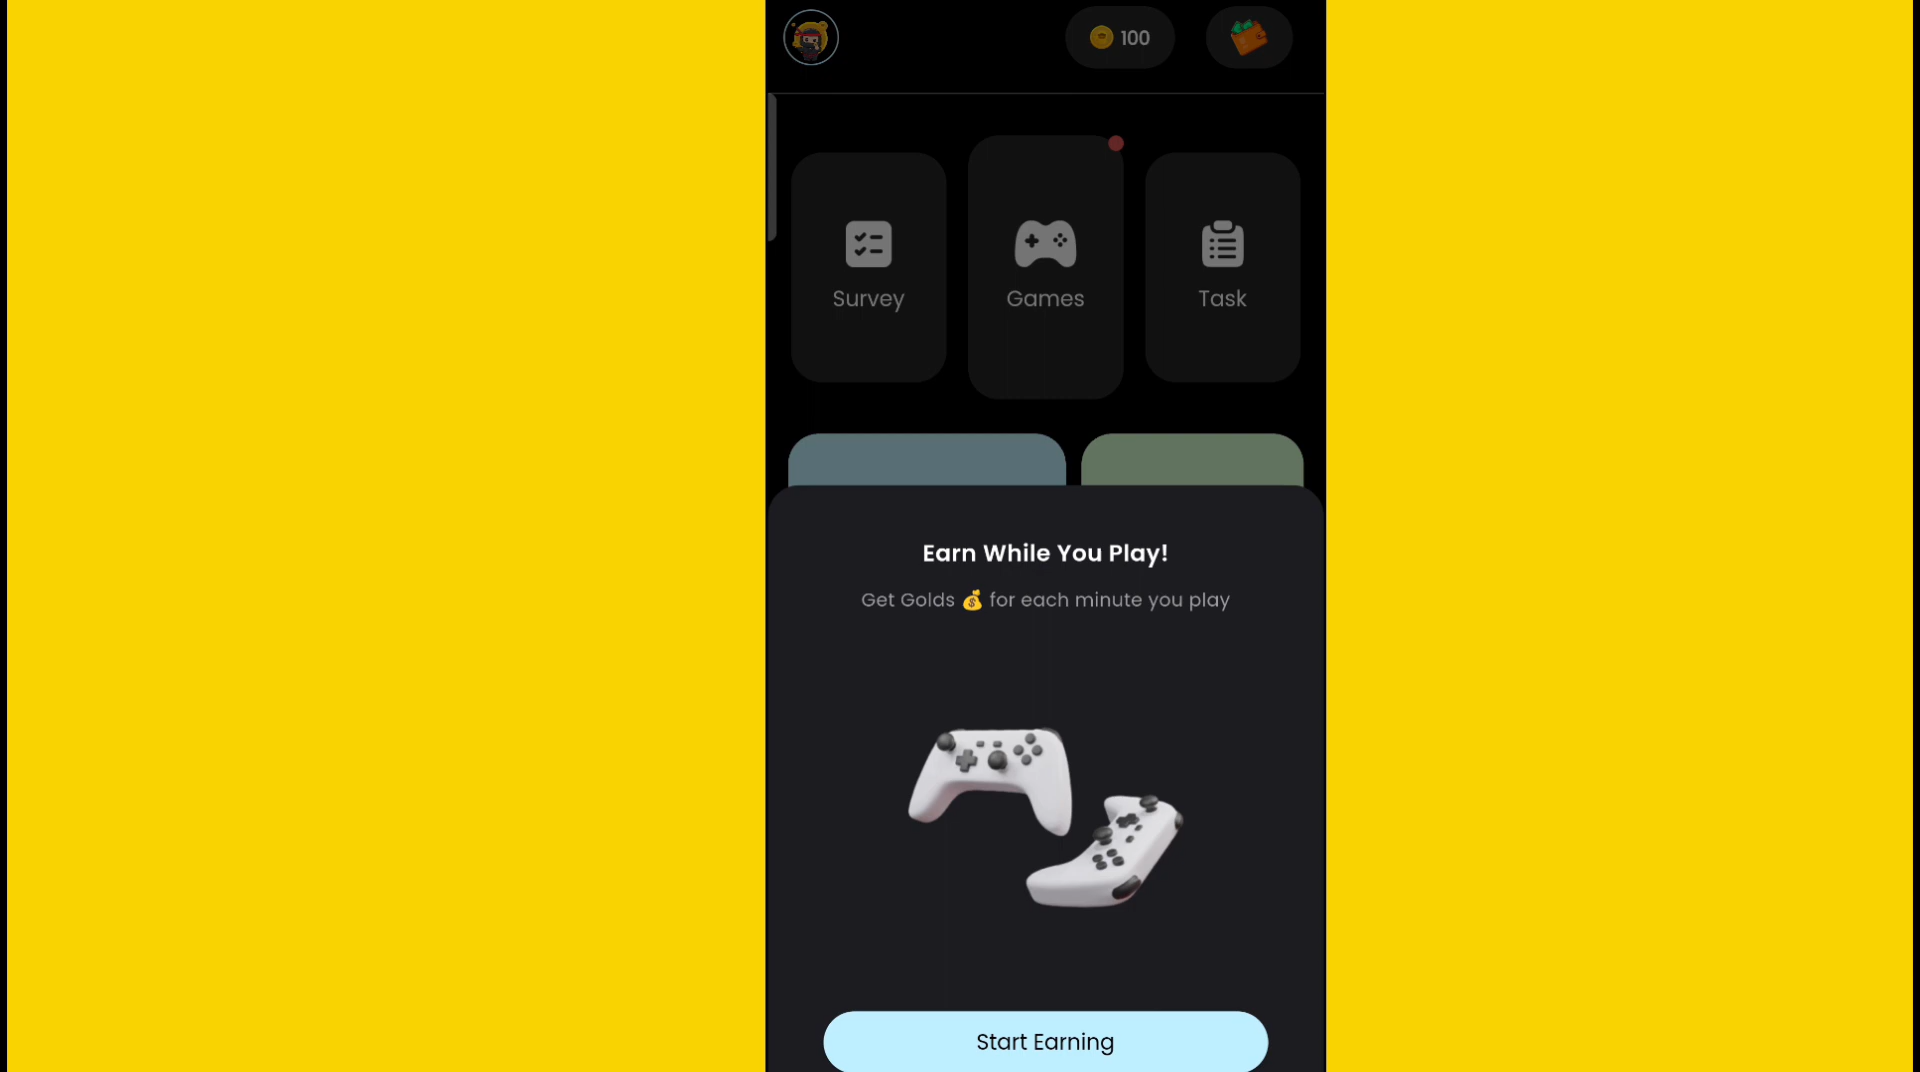 100
Survey
Games
Task
Earn While You Play!
Get Golds 💰 for each minute you play
Start Earning